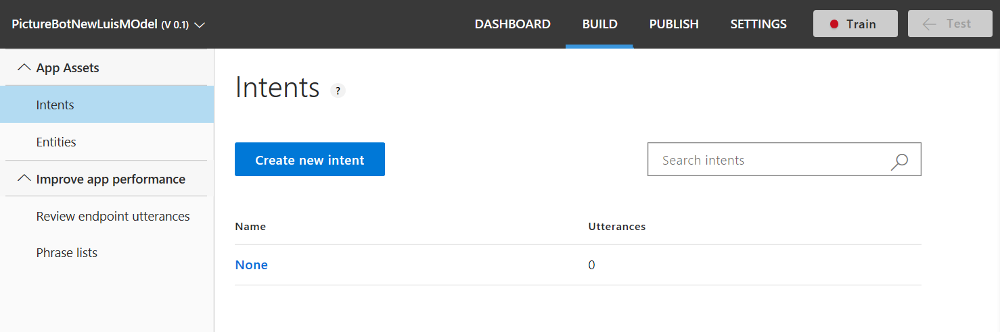 PictureBotNewLuisMOdel (V 0.1) DASHBOARD BUILD PUBLISH SETTINGS Train Test
App Assets
Intents
Entities
Improve app performance
Review endpoint utterances
Phrase lists
Intents ?
Create new intent Search intents
Name Utterances
None 0